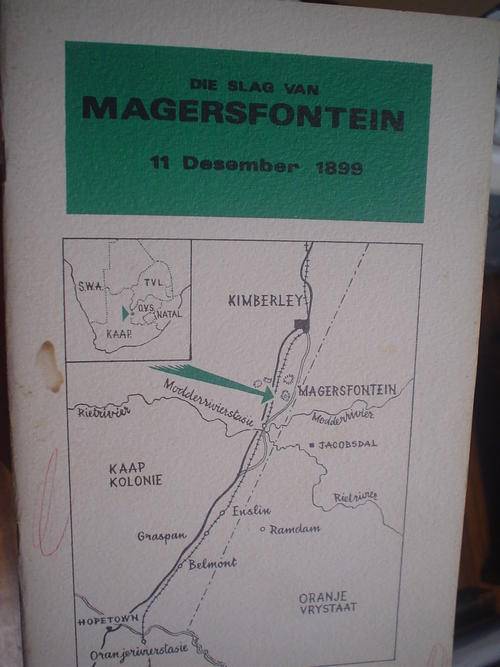 DIE SLAG VAN
MAGERSFONTEIN
11 Desember 1899
S.W.A.
TVL.
O.V.S.
NATAL
KAAP
KIMBERLEY
MAGERSFONTEIN
Modderrivierstasie
Rietrivier
Modderrivier
JACOBSDAL
KAAP
KOLONIE
Rietrivier
Enslin
Graspan
Ramdam
Belmont
ORANJE
VRYSTAAT
HOPETOWN
Oranjerivierstasie